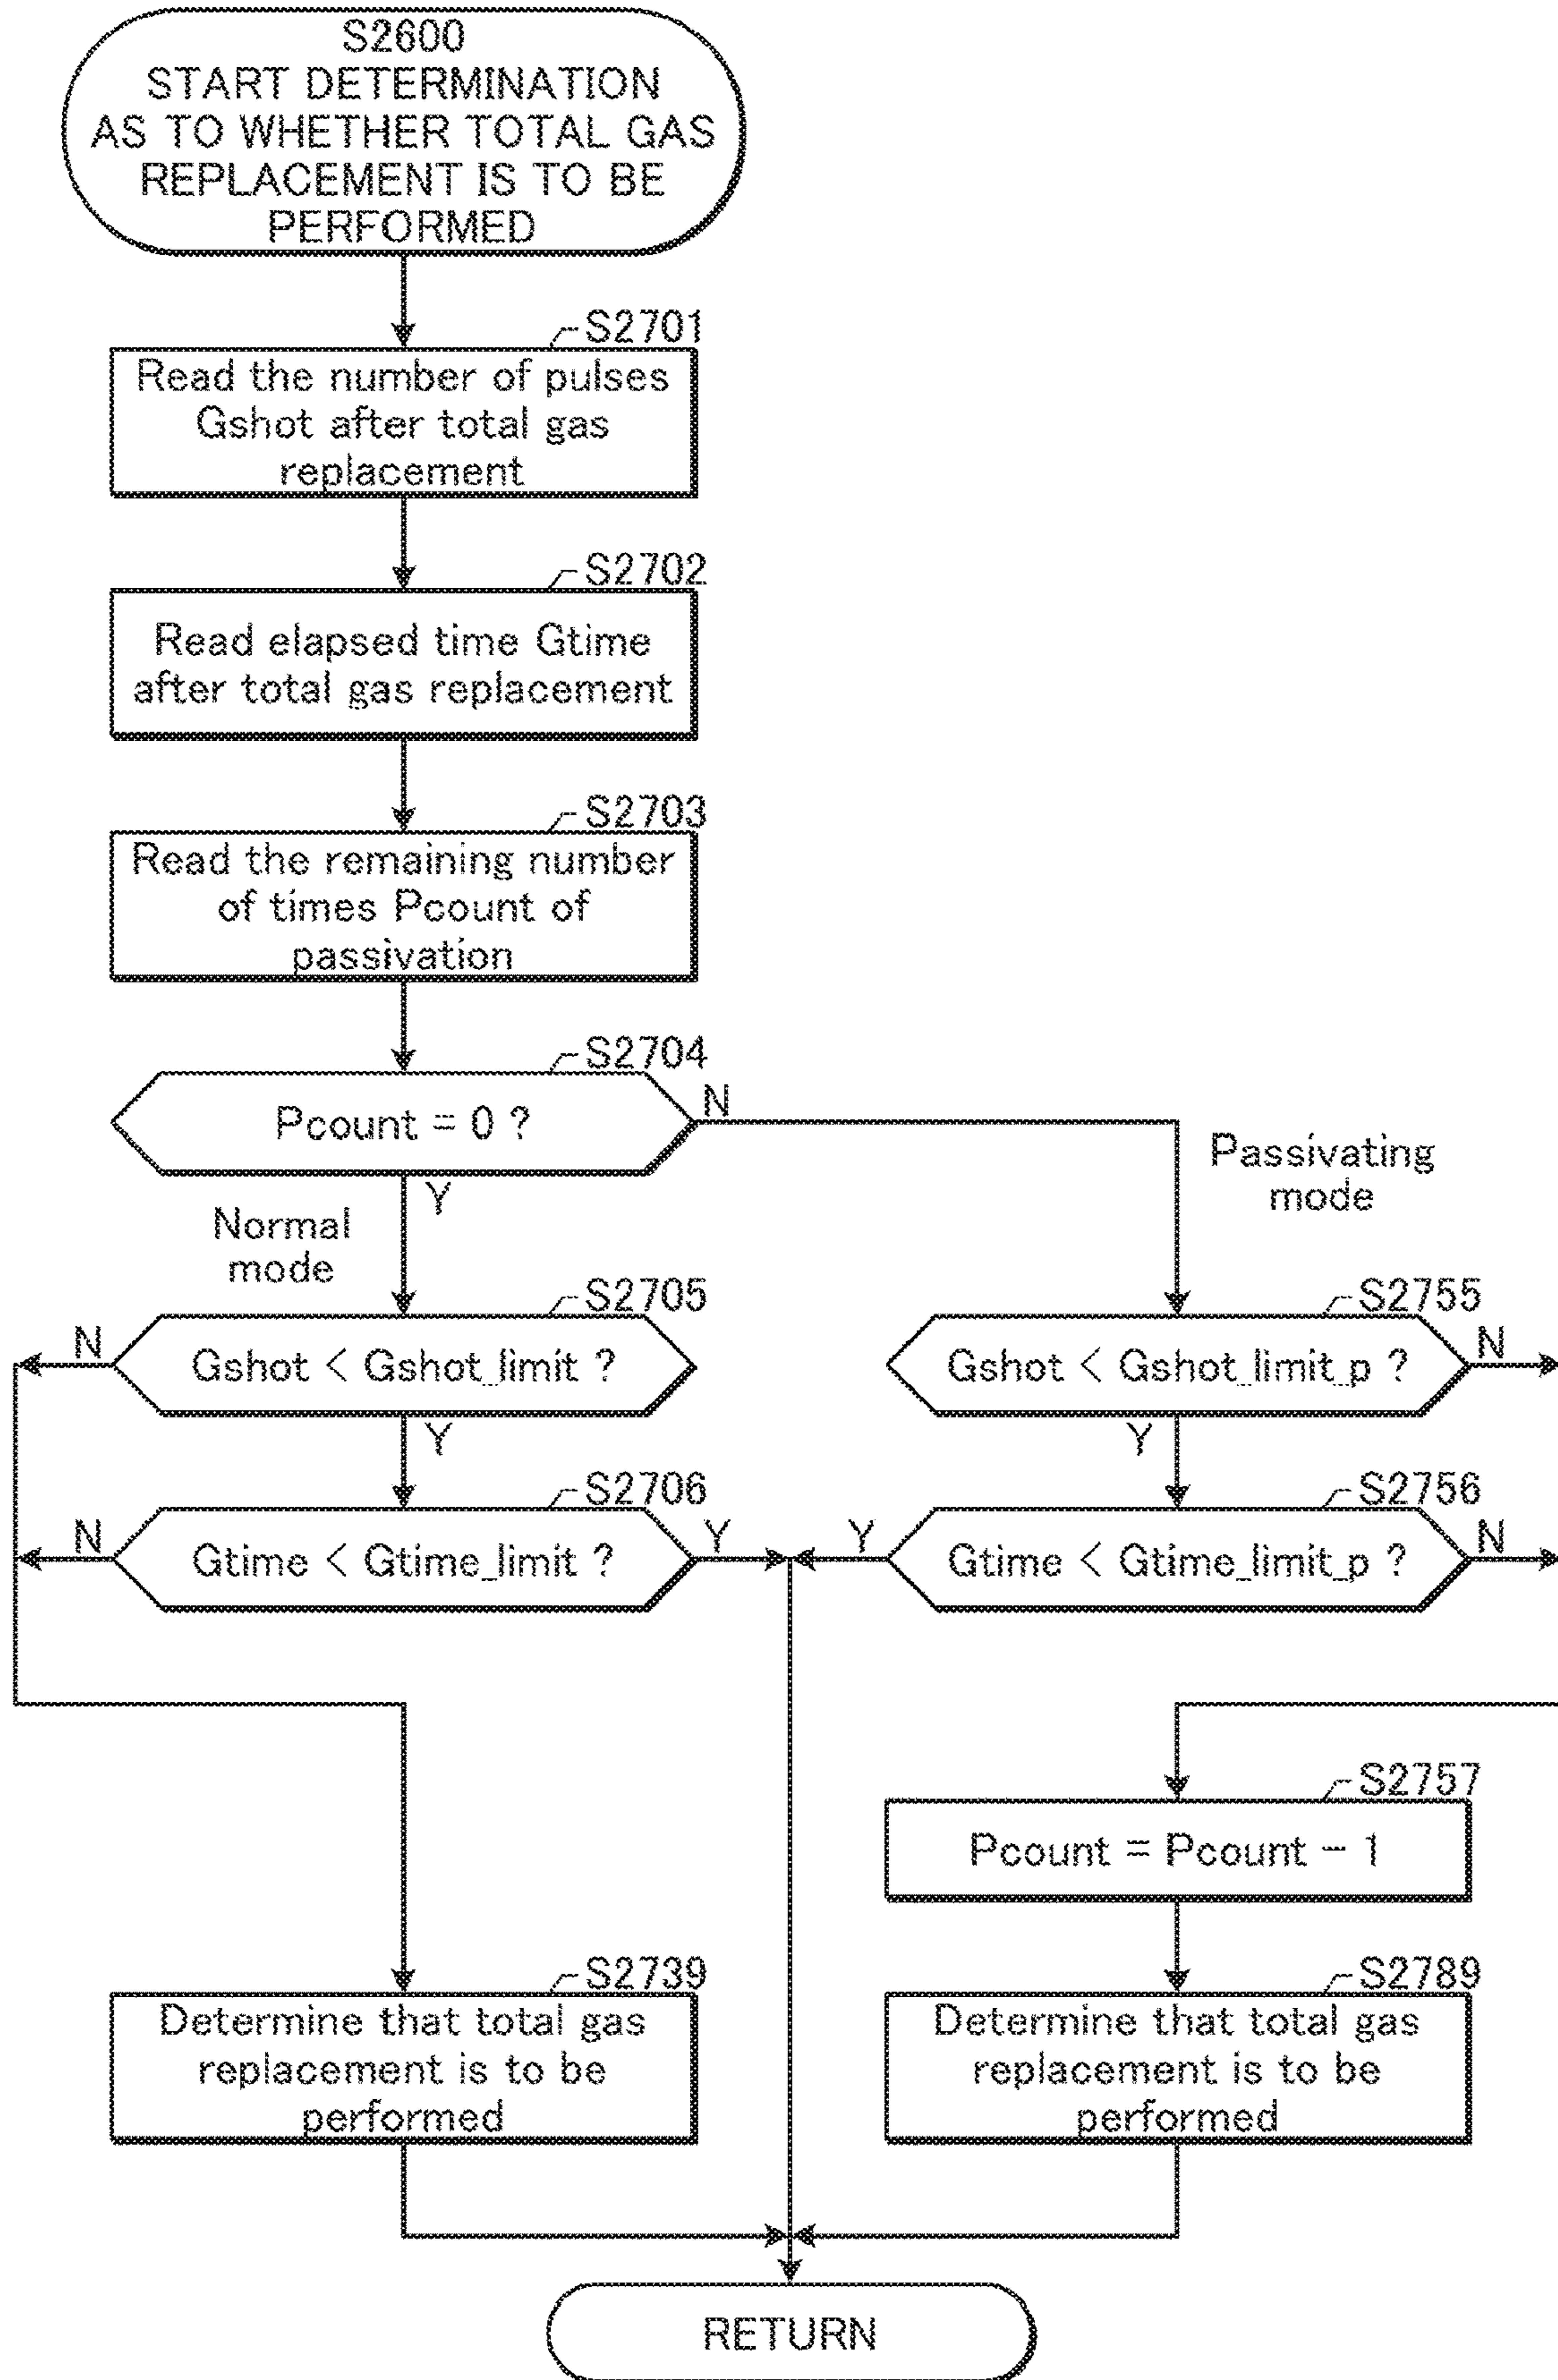 S2600
START DETERMINATION
AS TO WHETHER TOTAL GAS
REPLACEMENT IS TO BE
PERFORMED
S2701
Read the number of pulses
Gshot after total gas
replacement
S2702
Read elapsed time Gtime
after total gas replacement
S2703
Read the remaining number
of times Pcount of
passivation
S2704
Pcount = 0 ?
N
Y
Passivating
mode
Normal
mode
S2705
N
Gshot < Gshot_limit ?
Y
S2755
Gshot < Gshot_limit_p ?
N
Y
S2706
N
Gtime < Gtime_limit ?
Y
S2756
Y
Gtime < Gtime_limit_p ?
N
S2757
Pcount = Pcount - 1
S2739
Determine that total gas
replacement is to be
performed
S2789
Determine that total gas
replacement is to be
performed
RETURN